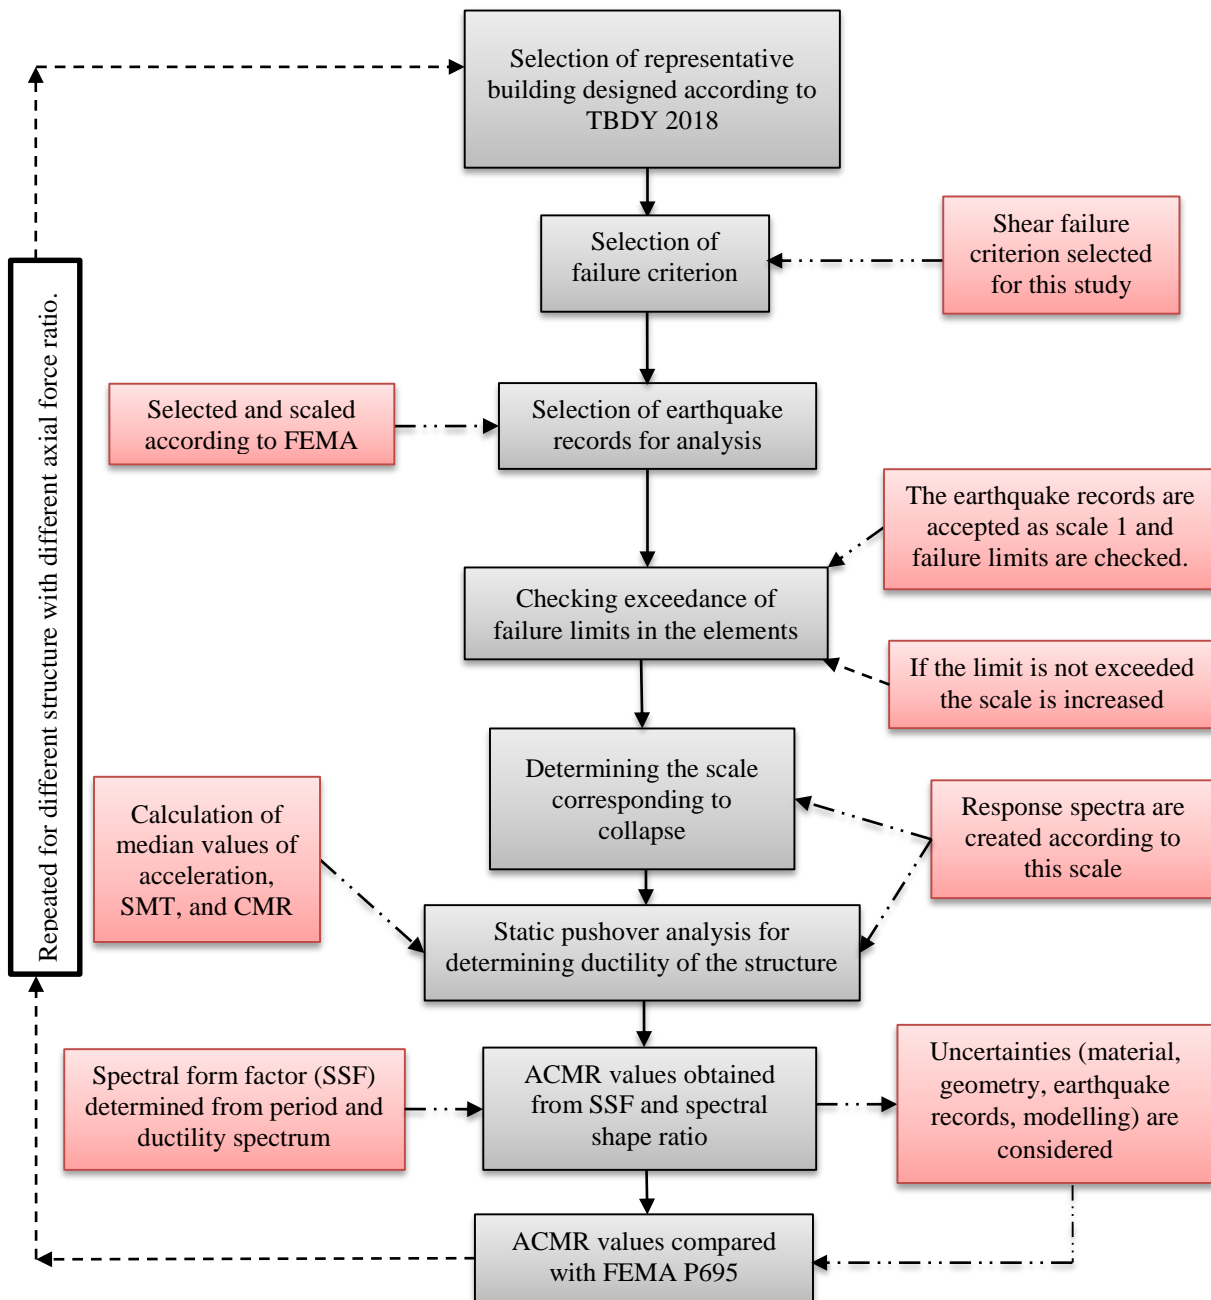 Selection of representative
building designed according to
TBDY 2018
Selection of
failure criterion
Shear failure
criterion selected
for this study
Repeated for different structure with different axial force ratio.
Selected and scaled
according to FEMA
Selection of earthquake
records for analysis
The earthquake records are
accepted as scale 1 and
failure limits are checked.
Checking exceedance of
failure limits in the elements
If the limit is not exceeded
the scale is increased
Determining the scale
corresponding to
collapse
Calculation of
median values of
acceleration,
SMT, and CMR
Response spectra are
created according to
this scale
Static pushover analysis for
determining ductility of the structure
Spectral form factor (SSF)
determined from period and
ductility spectrum
ACMR values obtained
from SSF and spectral
shape ratio
Uncertainties (material,
geometry, earthquake
records, modelling) are
considered
ACMR values compared
with FEMA P695